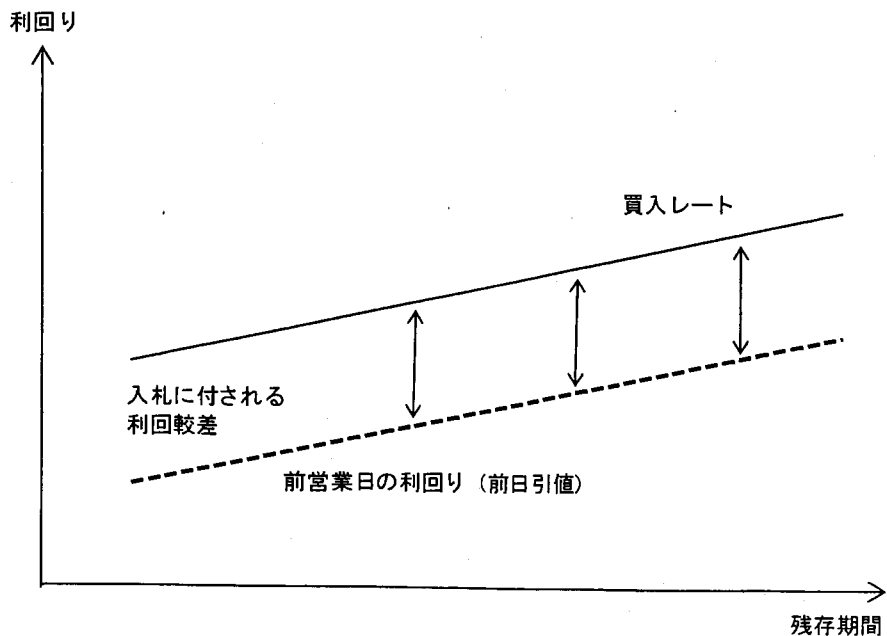 利回り
買入レート
入札に付される
利回較差
前営業日の利回り（前日引値）
残存期間